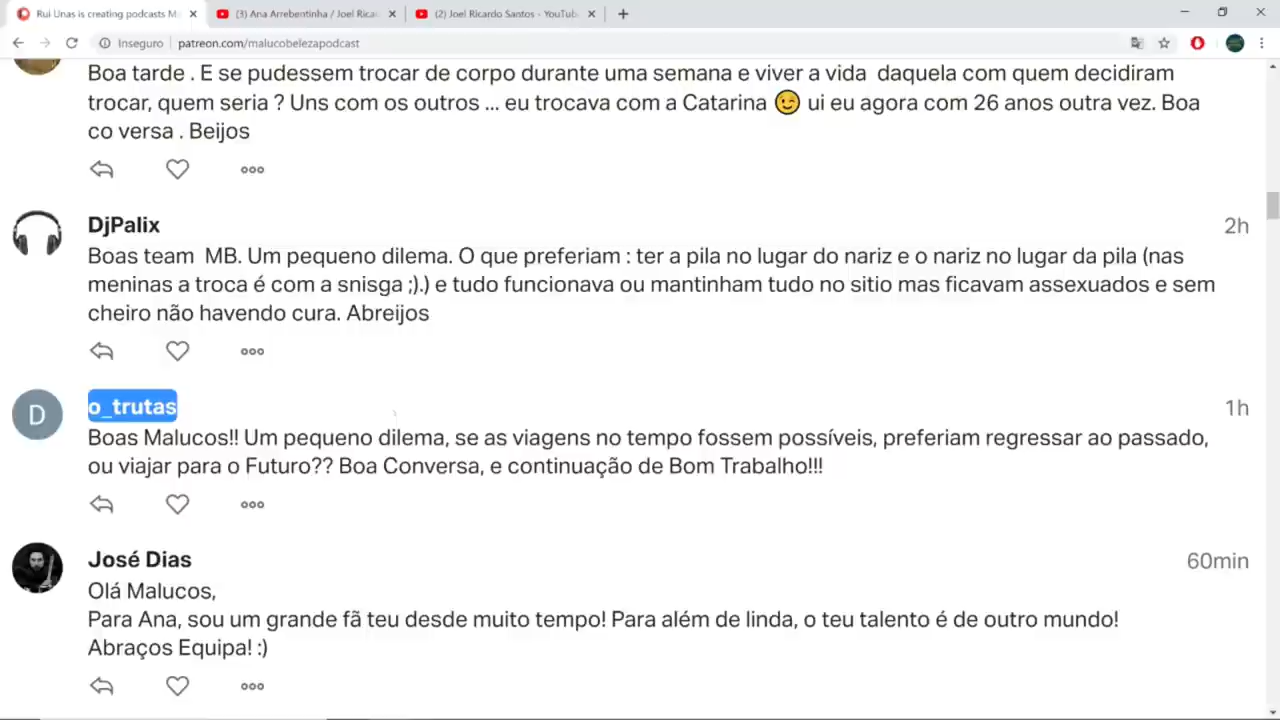 Rui Unas is creating podcasts M
(3) Ana Arrebentinha / Joel Rica
(2) Joel Ricardo Santos - YouTub
Inseguro patreon.com/malucobelezapodcast
Boa tarde . E se pudessem trocar de corpo durante uma semana e viver a vida daquela com quem decidiram
trocar, quem seria ? Uns com os outros ... eu trocava com a Catarina 😉 ui eu agora com 26 anos outra vez. Boa
co versa . Beijos
DjPalix
2h
Boas team MB. Um pequeno dilema. O que preferiam : ter a pila no lugar do nariz e o nariz no lugar da pila (nas
meninas a troca é com a snisga ;).) e tudo funcionava ou mantinham tudo no sitio mas ficavam assexuados e sem
cheiro não havendo cura. Abreijos
D
o_trutas
1h
Boas Malucos!! Um pequeno dilema, se as viagens no tempo fossem possíveis, preferiam regressar ao passado,
ou viajar para o Futuro?? Boa Conversa, e continuação de Bom Trabalho!!!
José Dias
60min
Olá Malucos,
Para Ana, sou um grande fã teu desde muito tempo! Para além de linda, o teu talento é de outro mundo!
Abraços Equipa! :)